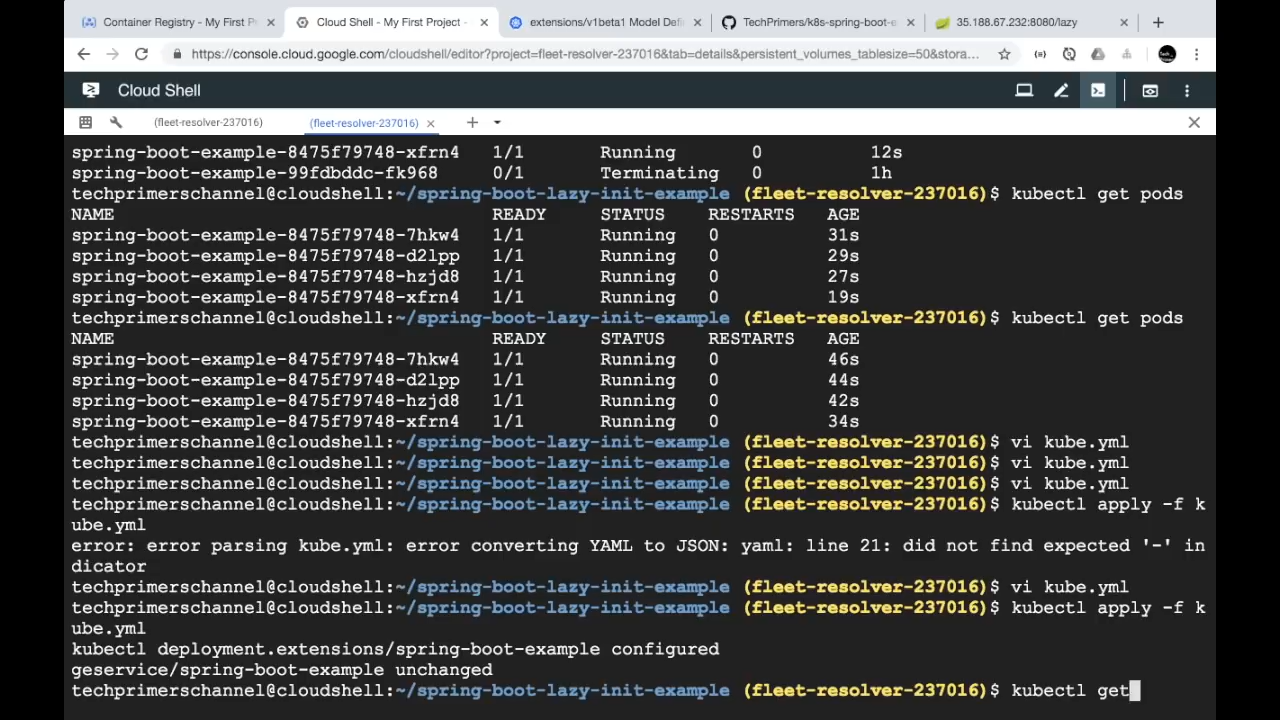 Container Registry - My First P
Cloud Shell - My First Project -
extensions/v1beta1 Model Defi
TechPrimers/k8s-spring-boot-e
35.188.67.232:8080/lazy
https://console.cloud.google.com/cloudshell/editor?project=fleet-resolver-237016&tab=details&persistent_volumes_tablesize=50&stora...
Cloud Shell
(fleet-resolver-237016)
(fleet-resolver-237016)
spring-boot-example-8475f79748-xfrn4 1/1 Running 0 12s
spring-boot-example-99fdbddc-fk968 0/1 Terminating 0 1h
techprimerschannel@cloudshell:~/spring-boot-lazy-init-example (fleet-resolver-237016)$ kubectl get pods
NAME READY STATUS RESTARTS AGE
spring-boot-example-8475f79748-7hkw4 1/1 Running 0 31s
spring-boot-example-8475f79748-d2lpp 1/1 Running 0 29s
spring-boot-example-8475f79748-hzjd8 1/1 Running 0 27s
spring-boot-example-8475f79748-xfrn4 1/1 Running 0 19s
techprimerschannel@cloudshell:~/spring-boot-lazy-init-example (fleet-resolver-237016)$ kubectl get pods
NAME READY STATUS RESTARTS AGE
spring-boot-example-8475f79748-7hkw4 1/1 Running 0 46s
spring-boot-example-8475f79748-d2lpp 1/1 Running 0 44s
spring-boot-example-8475f79748-hzjd8 1/1 Running 0 42s
spring-boot-example-8475f79748-xfrn4 1/1 Running 0 34s
techprimerschannel@cloudshell:~/spring-boot-lazy-init-example (fleet-resolver-237016)$ vi kube.yml
techprimerschannel@cloudshell:~/spring-boot-lazy-init-example (fleet-resolver-237016)$ vi kube.yml
techprimerschannel@cloudshell:~/spring-boot-lazy-init-example (fleet-resolver-237016)$ vi kube.yml
techprimerschannel@cloudshell:~/spring-boot-lazy-init-example (fleet-resolver-237016)$ kubectl apply -f k
ube.yml
error: error parsing kube.yml: error converting YAML to JSON: yaml: line 21: did not find expected '-' in
dicator
techprimerschannel@cloudshell:~/spring-boot-lazy-init-example (fleet-resolver-237016)$ vi kube.yml
techprimerschannel@cloudshell:~/spring-boot-lazy-init-example (fleet-resolver-237016)$ kubectl apply -f k
ube.yml
kubectl deployment.extensions/spring-boot-example configured
geservice/spring-boot-example unchanged
techprimerschannel@cloudshell:~/spring-boot-lazy-init-example (fleet-resolver-237016)$ kubectl get